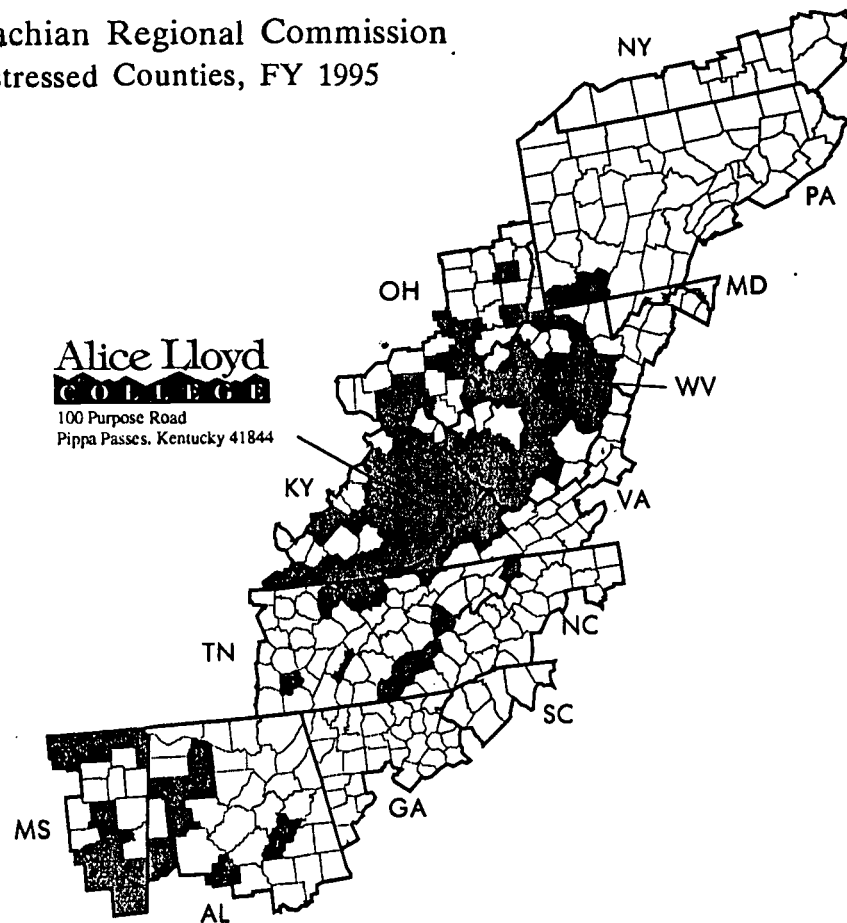 achian Regional Commission
stressed Counties, FY 1995
NY
PA
OH
MD
Alice Lloyd
COLLEGE
100 Purpose Road
Pippa Passes, Kentucky 41844
WV
KY
VA
TN
NC
SC
GA
MS
AL